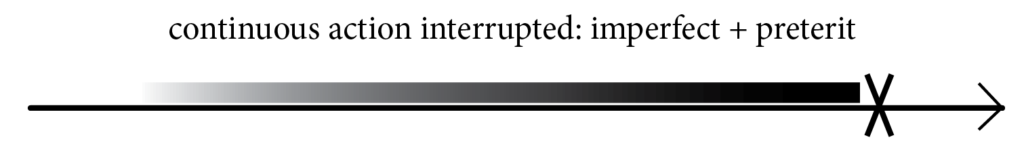 continuous action interrupted: imperfect + preterit